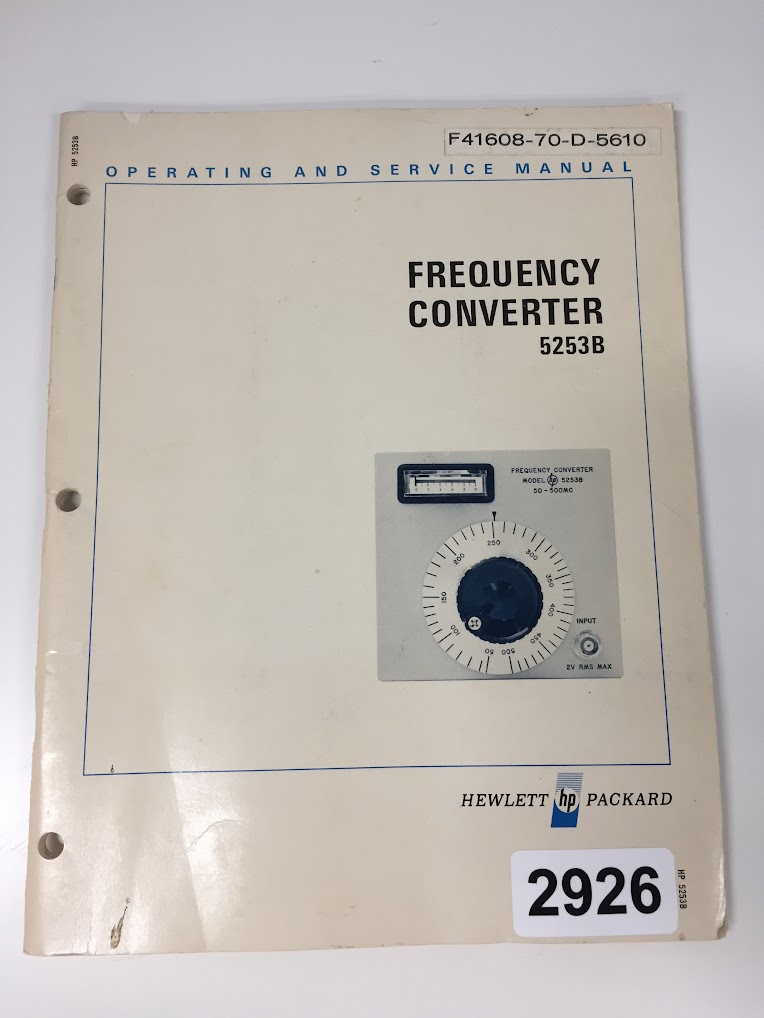 HP 5253B
F41608-70-D-5610
OPERATING AND SERVICE MANUAL
FREQUENCY
CONVERTER
5253B
FREQUENCY CONVERTER
MODEL hp 5253B
50-500MC
250
300
350
400
450
500
50
100
150
200
INPUT
2V RMS MAX
HEWLETT hp PACKARD
2926
HP 5253B